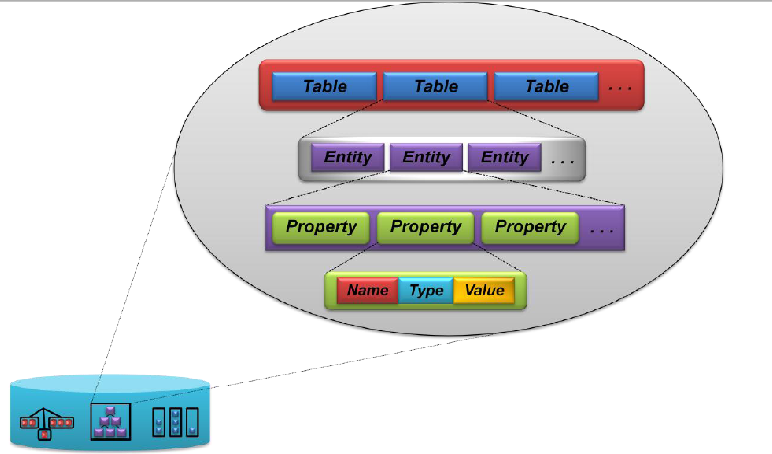 Table Table Table ...
Entity Entity Entity ...
Property Property Property ...
Name Type Value